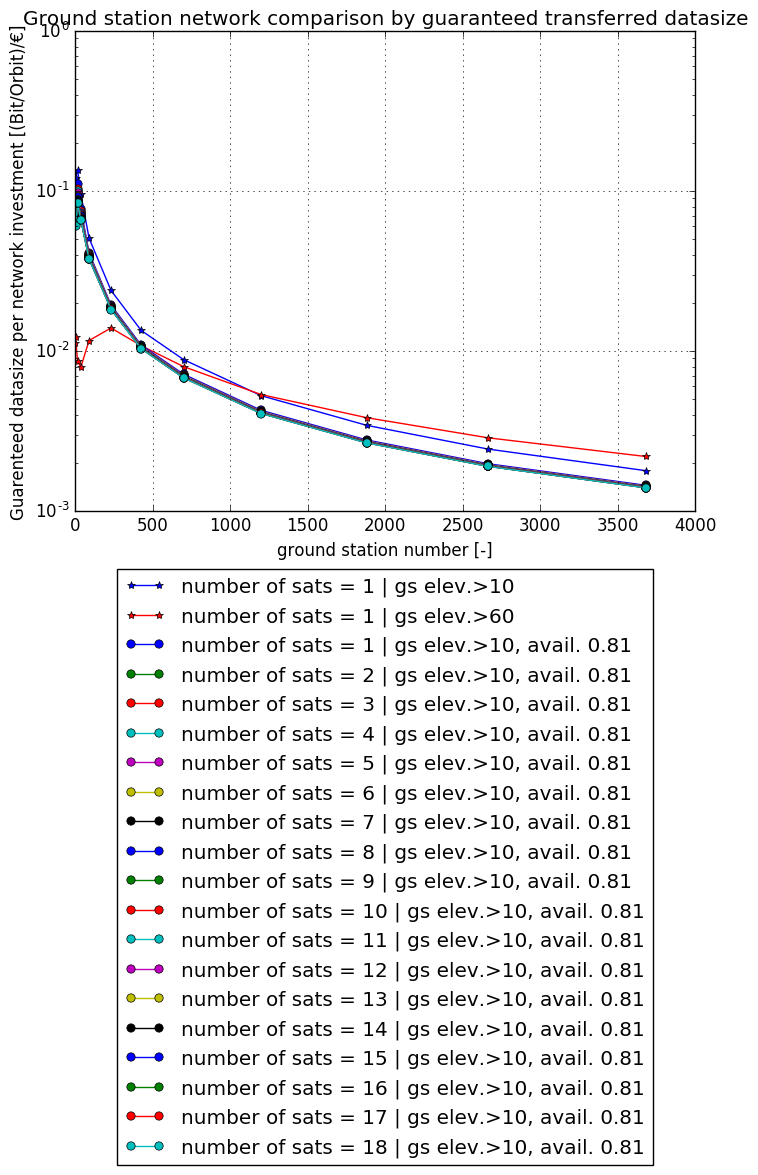 Ground station network comparison by guaranteed transferred datasize
Guarenteed datasize per network investment [(Bit/Orbit)/€]
10^0
10^-1
10^-2
10^-3
0 500 1000 1500 2000 2500 3000 3500 4000
ground station number [-]
number of sats = 1 | gs elev.>10
number of sats = 1 | gs elev.>60
number of sats = 1 | gs elev.>10, avail. 0.81
number of sats = 2 | gs elev.>10, avail. 0.81
number of sats = 3 | gs elev.>10, avail. 0.81
number of sats = 4 | gs elev.>10, avail. 0.81
number of sats = 5 | gs elev.>10, avail. 0.81
number of sats = 6 | gs elev.>10, avail. 0.81
number of sats = 7 | gs elev.>10, avail. 0.81
number of sats = 8 | gs elev.>10, avail. 0.81
number of sats = 9 | gs elev.>10, avail. 0.81
number of sats = 10 | gs elev.>10, avail. 0.81
number of sats = 11 | gs elev.>10, avail. 0.81
number of sats = 12 | gs elev.>10, avail. 0.81
number of sats = 13 | gs elev.>10, avail. 0.81
number of sats = 14 | gs elev.>10, avail. 0.81
number of sats = 15 | gs elev.>10, avail. 0.81
number of sats = 16 | gs elev.>10, avail. 0.81
number of sats = 17 | gs elev.>10, avail. 0.81
number of sats = 18 | gs elev.>10, avail. 0.81